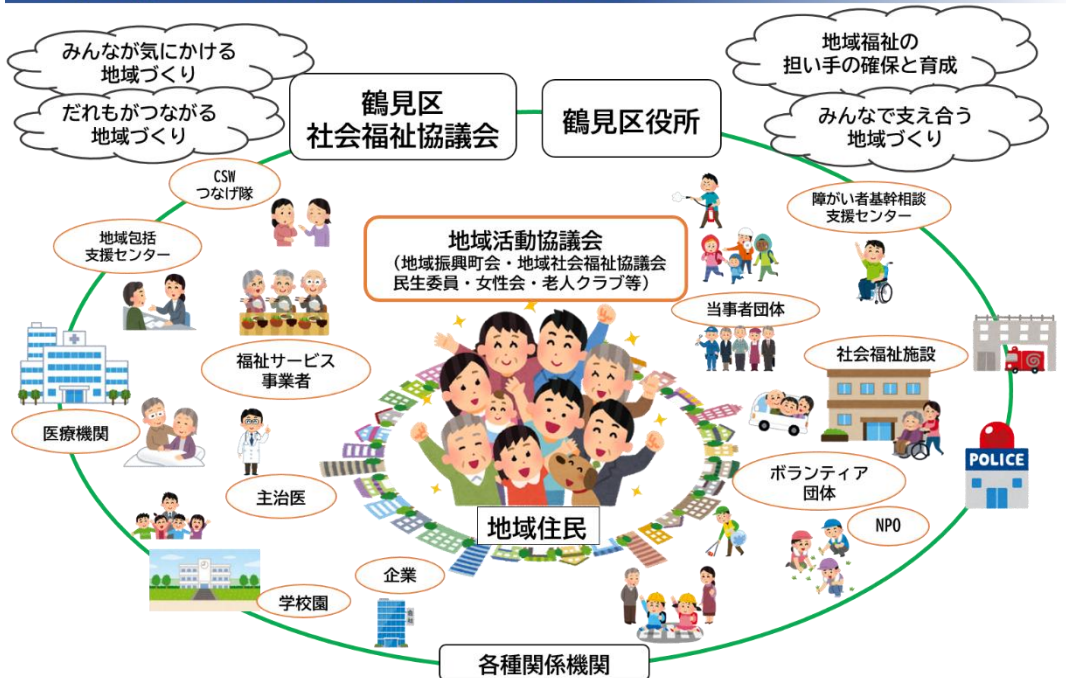 みんなが気にかける
地域づくり
だれもがつながる
地域づくり
鶴見区
社会福祉協議会
鶴見区役所
地域福祉の
担い手の確保と育成
みんなで支え合う
地域づくり
CSW
つなげ隊
地域包括
支援センター
障がい者基幹相談
支援センター
地域活動協議会
（地域振興町会・地域社会福祉協議会
民生委員・女性会・老人クラブ等）
当事者団体
福祉サービス
事業者
社会福祉施設
医療機関
POLICE
主治医
ボランティア
団体
NPO
地域住民
企業
学校園
各種関係機関